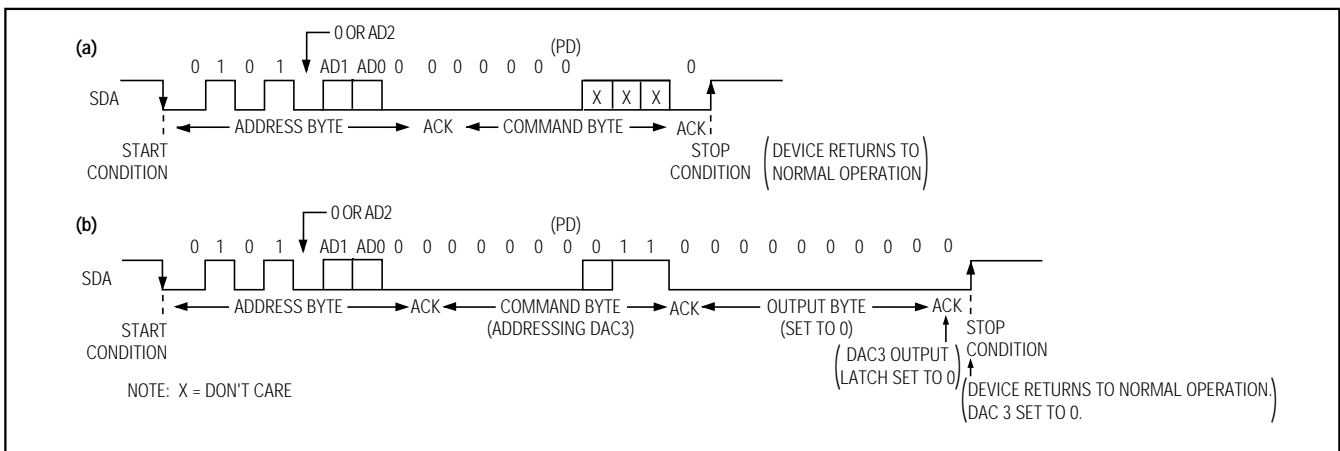 (a)
0 OR AD2
(PD)
0 1 0 1 AD1 AD0 0 0 0 0 0 0 0 0
SDA X X X
ADDRESS BYTE ACK COMMAND BYTE ACK
START CONDITION
STOP CONDITION
(DEVICE RETURNS TO NORMAL OPERATION)
(b)
0 OR AD2
(PD)
0 1 0 1 AD1 AD0 0 0 0 0 0 0 0 0 1 1 0 0 0 0 0 0 0 0 0 0
SDA
ADDRESS BYTE ACK COMMAND BYTE (ADDRESSING DAC3) ACK OUTPUT BYTE (SET TO 0) ACK
START CONDITION
STOP CONDITION
(DAC3 OUTPUT LATCH SET TO 0)
(DEVICE RETURNS TO NORMAL OPERATION. DAC 3 SET TO 0.)
NOTE: X = DON'T CARE